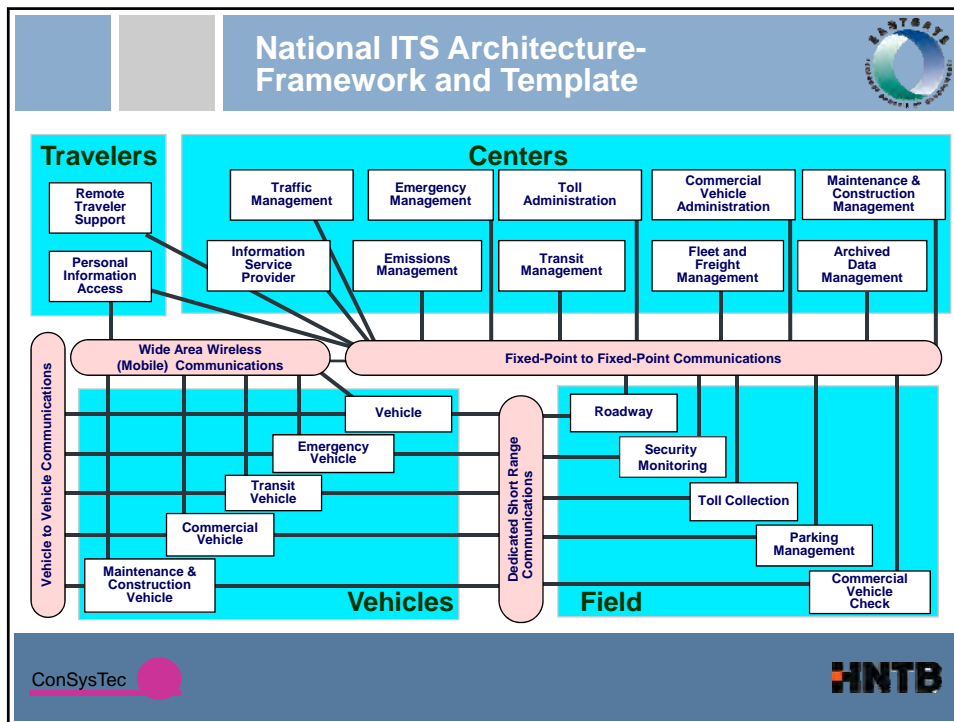 National ITS Architecture-
Framework and Template
EASTGATE
Travelers
Centers
Remote
Traveler
Support
Personal
Information
Access
Traffic
Management
Emergency
Management
Toll
Administration
Commercial
Vehicle
Administration
Maintenance &
Construction
Management
Information
Service
Provider
Emissions
Management
Transit
Management
Fleet and
Freight
Management
Archived
Data
Management
Wide Area Wireless
(Mobile) Communications
Fixed-Point to Fixed-Point Communications
Vehicle to Vehicle Communications
Vehicle
Emergency
Vehicle
Transit
Vehicle
Commercial
Vehicle
Maintenance &
Construction
Vehicle
Vehicles
Dedicated Short Range
Communications
Roadway
Security
Monitoring
Toll Collection
Parking
Management
Commercial
Vehicle
Check
Field
ConSysTec
HNTB